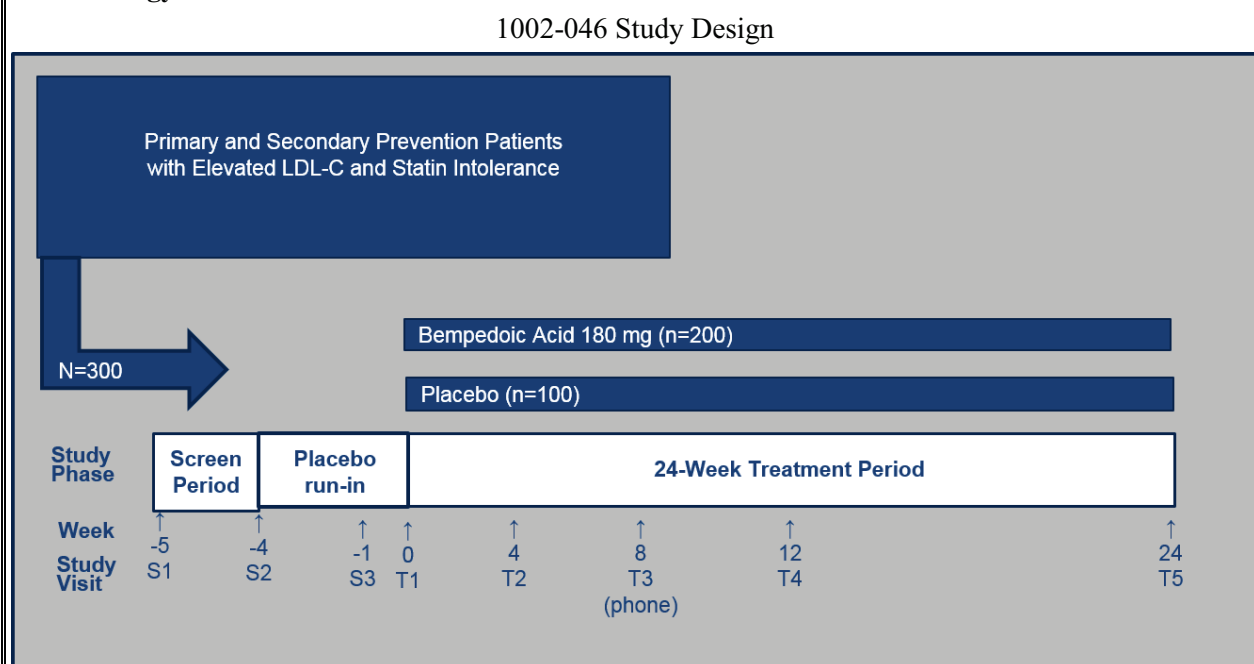 1002-046 Study Design
Primary and Secondary Prevention Patients
with Elevated LDL-C and Statin Intolerance
N=300
Bempedoic Acid 180 mg (n=200)
Placebo (n=100)
Study
Phase
Screen
Period
Placebo
run-in
24-Week Treatment Period
Week
↑ ↑ ↑ ↑ ↑ ↑ ↑ ↑
-5 -4 -1 0 4 8 12 24
Study
Visit
S1 S2 S3 T1 T2 T3 T4 T5
(phone)